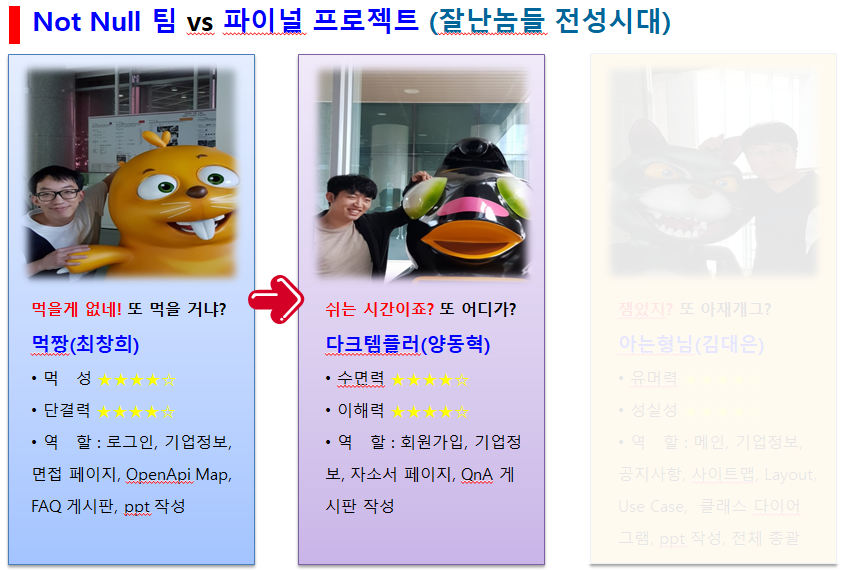 Not Null 팀 vs 파이널 프로젝트 (잘난놈들 전성시대)
먹을게 없네! 또 먹을 거냐?
먹짱(최창희)
• 먹 성 ★★★★☆
• 단결력 ★★★★☆
• 역 할 : 로그인, 기업정보,
면접 페이지, OpenApi Map,
FAQ 게시판, ppt 작성
쉬는 시간이죠? 또 어디가?
다크템플러(양동혁)
• 수면력 ★★★★☆
• 이해력 ★★★★☆
• 역 할 : 회원가입, 기업정
보, 자소서 페이지, QnA 게
시판 작성
잼있지? 또 아재개그?
아는형님(김대은)
• 유머력
• 성실성
• 역 할 : 메인, 기업정보,
공지사항, 사이트맵, Layout,
Use Case, 클래스 다이어
그램, ppt 작성, 전체 총괄